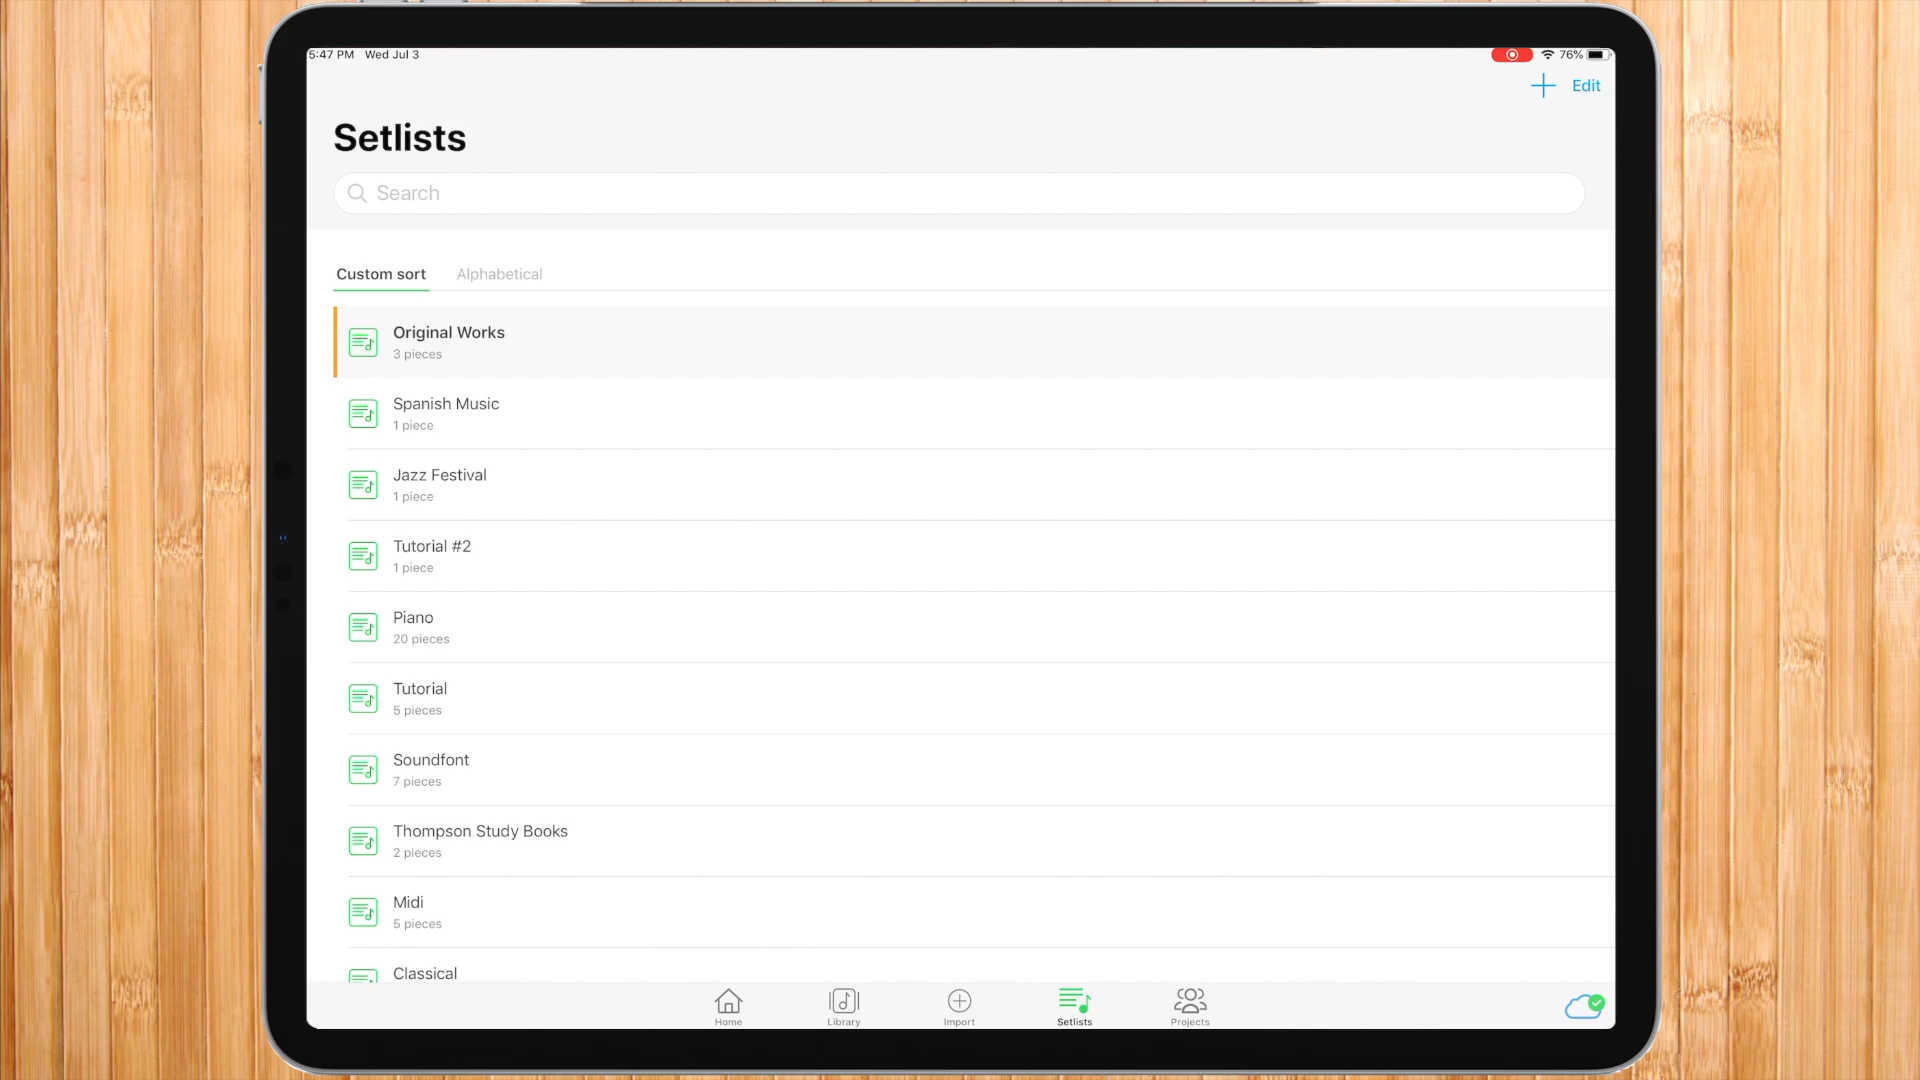 5:47 PM Wed Jul 3
76%
Edit
Setlists
Search
Custom sort Alphabetical
Original Works
3 pieces
Spanish Music
1 piece
Jazz Festival
1 piece
Tutorial #2
1 piece
Piano
20 pieces
Tutorial
5 pieces
Soundfont
7 pieces
Thompson Study Books
2 pieces
Midi
5 pieces
Classical
Home Library Import Setlists Projects